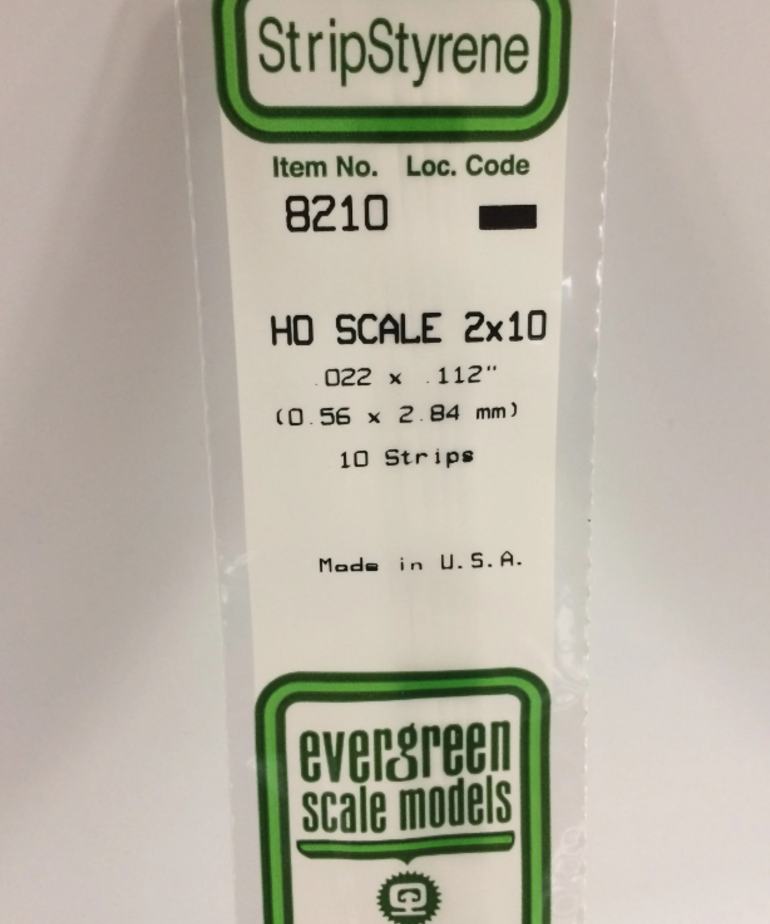 StripStyrene
Item No. Loc. Code
8210
HO SCALE 2x10
.022 x .112"
(0.56 x 2.84 mm)
10 Strips
Made in U.S.A.
evergreen
scale models